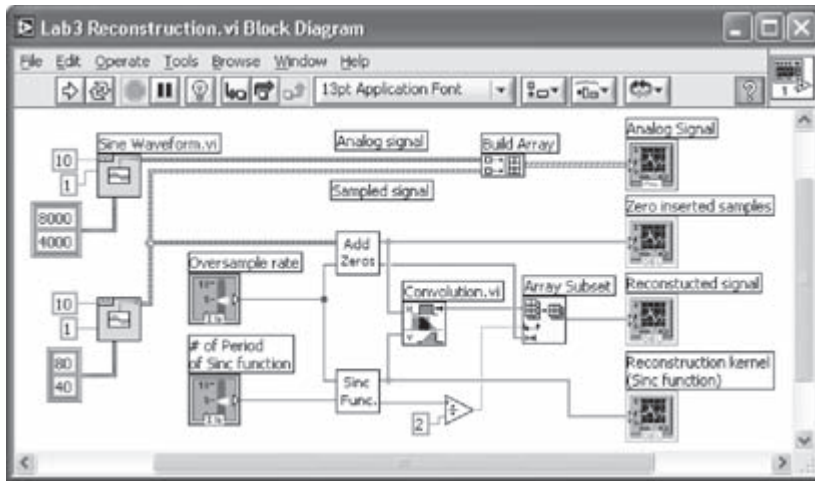 Lab3 Reconstruction.vi Block Diagram
File Edit Operate Tools Browse Window Help
13pt Application Font
1
Sine Waveform.vi
Analog signal
Build Array
Analog Signal
10
1
8000
4000
Sampled signal
Zero inserted samples
Add
Zeros
Oversample rate
Convolution.vi
Array Subset
Reconstucted signal
10
1
80
40
# of Period
of Sinc function
Sinc
Func.
2
Reconstruction kernel
(Sinc function)